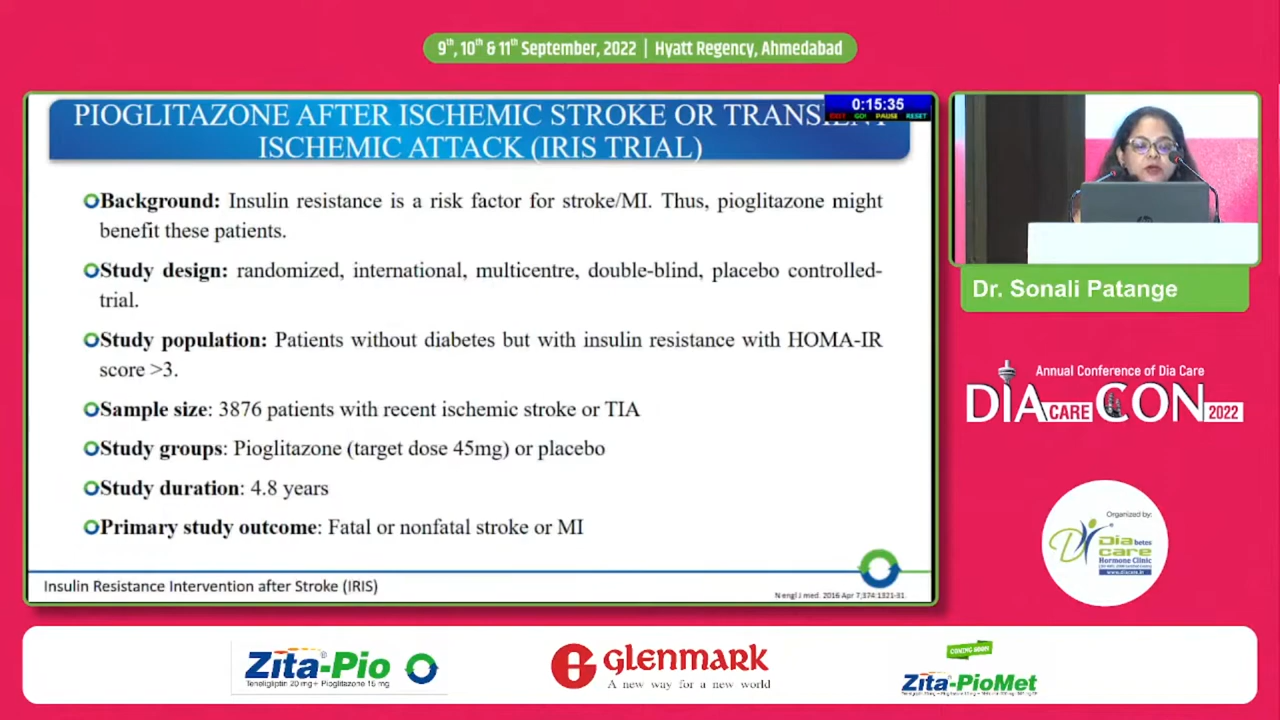 9th, 10th & 11th September, 2022 | Hyatt Regency, Ahmedabad
PIOGLITAZONE AFTER ISCHEMIC STROKE OR TRANSIENT
ISCHEMIC ATTACK (IRIS TRIAL)
0:15:35
GO! PAUSE RESET
Background: Insulin resistance is a risk factor for stroke/MI. Thus, pioglitazone might
benefit these patients.
Study design: randomized, international, multicentre, double-blind, placebo controlled-
trial.
Study population: Patients without diabetes but with insulin resistance with HOMA-IR
score >3.
Sample size: 3876 patients with recent ischemic stroke or TIA
Study groups: Pioglitazone (target dose 45mg) or placebo
Study duration: 4.8 years
Primary study outcome: Fatal or nonfatal stroke or MI
Insulin Resistance Intervention after Stroke (IRIS)
N engl J med. 2016 Apr 7;374:1321-31.
Dr. Sonali Patange
Annual Conference of Dia Care
DIA CARE CON 2022
Organized by:
Diabetes
care
Hormone Clinic
www.diacare.in
Zita-Pio
Teneligliptin 20 mg + Pioglitazone 15 mg
glenmark
A new way for a new world
COMING SOON
Zita-PioMet